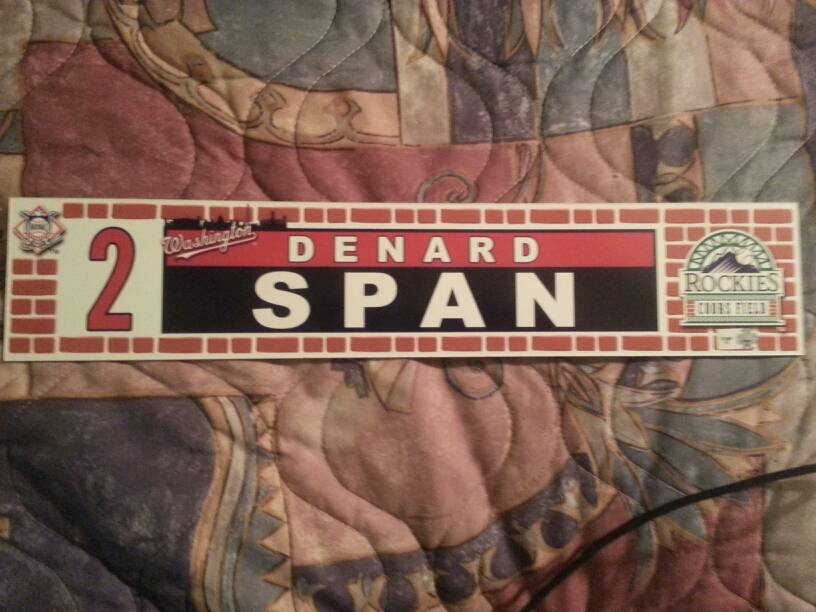 2
Washington
DENARD
SPAN
ROCKIES
COORS FIELD